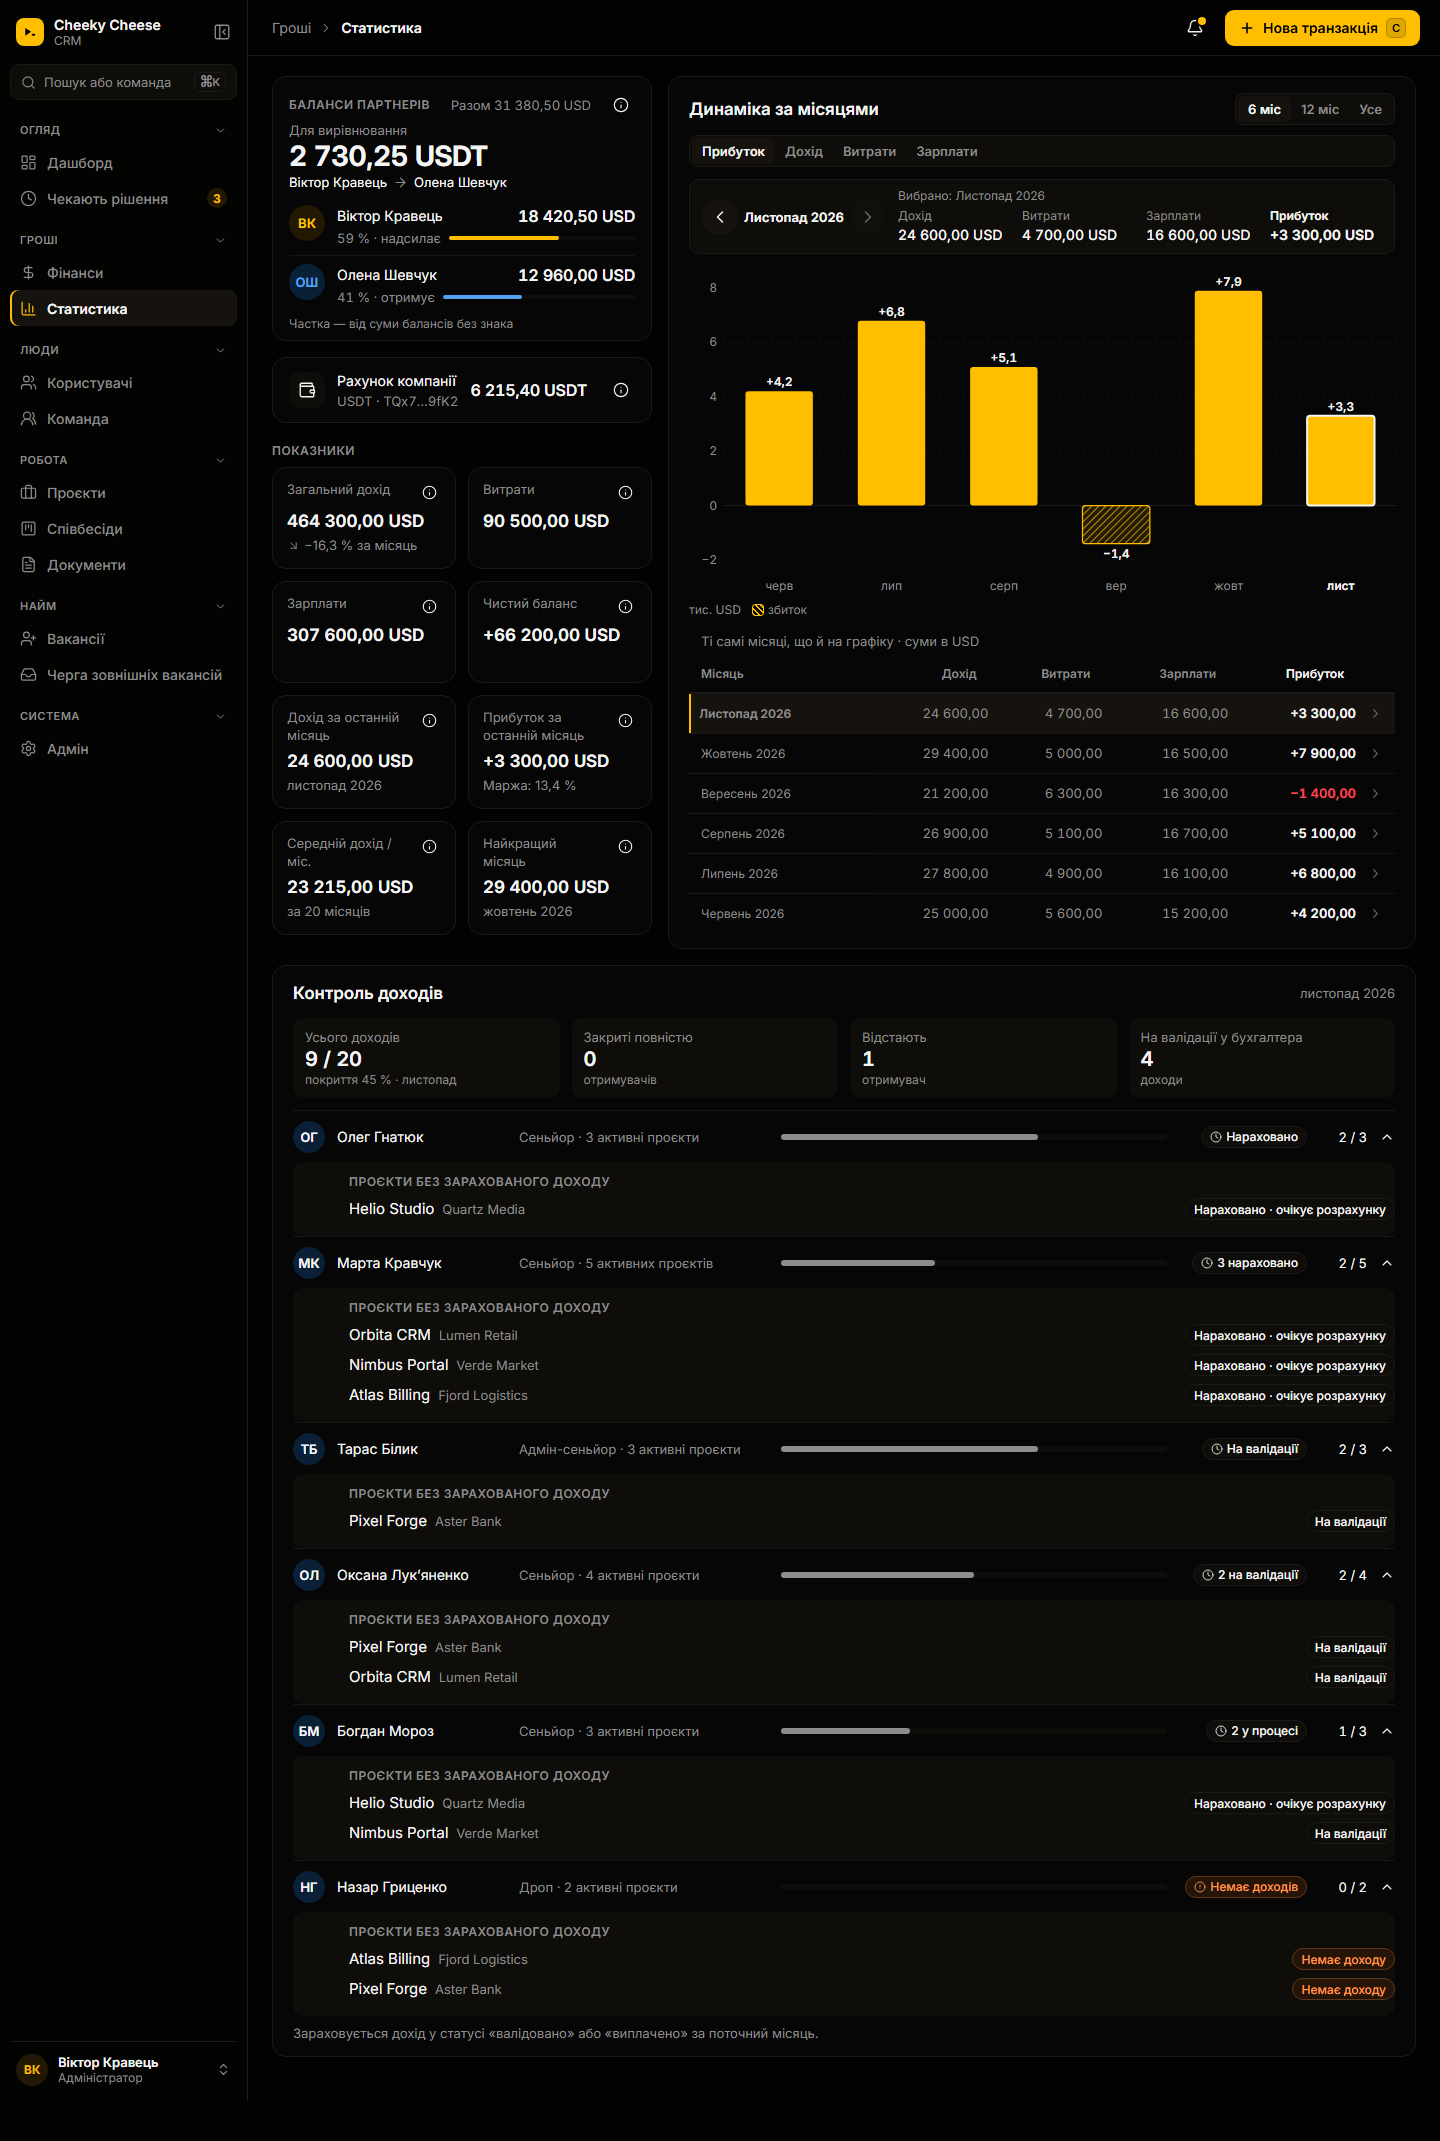 Cheeky Cheese
CRM
Пошук або команда
⌘K
ОГЛЯД
Дашборд
Чекають рішення
3
ГРОШІ
Фінанси
Статистика
ЛЮДИ
Користувачі
Команда
РОБОТА
Проєкти
Співбесіди
Документи
НАЙМ
Вакансії
Черга зовнішніх вакансій
СИСТЕМА
Адмін
ВК
Віктор Кравець
Адміністратор
Гроші
Статистика
Нова транзакція
C
БАЛАНСИ ПАРТНЕРІВ
Разом 31 380,50 USD
Для вирівнювання
2 730,25 USDT
Віктор Кравець → Олена Шевчук
ВК
Віктор Кравець
18 420,50 USD
59 % · надсилає
ОШ
Олена Шевчук
12 960,00 USD
41 % · отримує
Частка — від суми балансів без знака
Рахунок компанії
USDT · TQx7...9fK2
6 215,40 USDT
ПОКАЗНИКИ
Загальний дохід
464 300,00 USD
−16,3 % за місяць
Витрати
90 500,00 USD
Зарплати
307 600,00 USD
Чистий баланс
+66 200,00 USD
Дохід за останній
місяць
24 600,00 USD
листопад 2026
Прибуток за
останній місяць
+3 300,00 USD
Маржа: 13,4 %
Середній дохід /
міс.
23 215,00 USD
за 20 місяців
Найкращий
місяць
29 400,00 USD
жовтень 2026
Динаміка за місяцями
6 міс
12 міс
Усе
Прибуток
Дохід
Витрати
Зарплати
Листопад 2026
Вибрано: Листопад 2026
Дохід
24 600,00 USD
Витрати
4 700,00 USD
Зарплати
16 600,00 USD
Прибуток
+3 300,00 USD
8
6
4
2
0
−2
+4,2
+6,8
+5,1
−1,4
+7,9
+3,3
черв
лип
серп
вер
жовт
лист
тис. USD
збиток
Ті самі місяці, що й на графіку · суми в USD
Місяць Дохід Витрати Зарплати Прибуток
Листопад 2026 24 600,00 4 700,00 16 600,00 +3 300,00
Жовтень 2026 29 400,00 5 000,00 16 500,00 +7 900,00
Вересень 2026 21 200,00 6 300,00 16 300,00 −1 400,00
Серпень 2026 26 900,00 5 100,00 16 700,00 +5 100,00
Липень 2026 27 800,00 4 900,00 16 100,00 +6 800,00
Червень 2026 25 000,00 5 600,00 15 200,00 +4 200,00
Контроль доходів
листопад 2026
Усього доходів
9 / 20
покриття 45 % · листопад
Закриті повністю
0
отримувачів
Відстають
1
отримувач
На валідації у бухгалтера
4
доходи
ОГ Олег Гнатюк Сеньйор · 3 активні проєкти Нараховано 2 / 3
ПРОЄКТИ БЕЗ ЗАРАХОВАНОГО ДОХОДУ
Helio Studio Quartz Media Нараховано · очікує розрахунку
МК Марта Кравчук Сеньйор · 5 активних проєктів 3 нараховано 2 / 5
ПРОЄКТИ БЕЗ ЗАРАХОВАНОГО ДОХОДУ
Orbita CRM Lumen Retail Нараховано · очікує розрахунку
Nimbus Portal Verde Market Нараховано · очікує розрахунку
Atlas Billing Fjord Logistics Нараховано · очікує розрахунку
ТБ Тарас Білик Адмін-сеньйор · 3 активні проєкти На валідації 2 / 3
ПРОЄКТИ БЕЗ ЗАРАХОВАНОГО ДОХОДУ
Pixel Forge Aster Bank На валідації
ОЛ Оксана Лук’яненко Сеньйор · 4 активні проєкти 2 на валідації 2 / 4
ПРОЄКТИ БЕЗ ЗАРАХОВАНОГО ДОХОДУ
Pixel Forge Aster Bank На валідації
Orbita CRM Lumen Retail На валідації
БМ Богдан Мороз Сеньйор · 3 активні проєкти 2 у процесі 1 / 3
ПРОЄКТИ БЕЗ ЗАРАХОВАНОГО ДОХОДУ
Helio Studio Quartz Media Нараховано · очікує розрахунку
Nimbus Portal Verde Market На валідації
НГ Назар Гриценко Дроп · 2 активні проєкти Немає доходів 0 / 2
ПРОЄКТИ БЕЗ ЗАРАХОВАНОГО ДОХОДУ
Atlas Billing Fjord Logistics Немає доходу
Pixel Forge Aster Bank Немає доходу
Зараховується дохід у статусі «валідовано» або «виплачено» за поточний місяць.